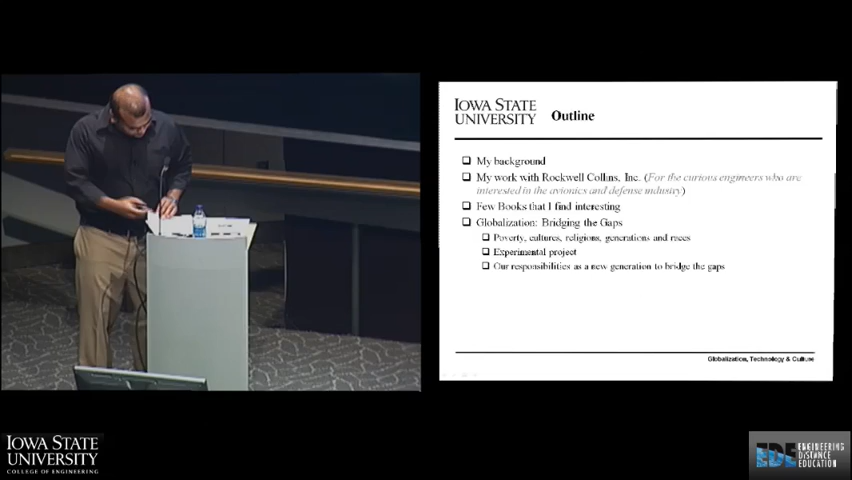 IOWA STATE
UNIVERSITY
Outline
My background
My work with Rockwell Collins, Inc. (For the curious engineers who are
interested in the avionics and defense industry)
Few Books that I find interesting
Globalization: Bridging the Gaps
Poverty, cultures, religions, generations and races
Experimental project
Our responsibilities as a new generation to bridge the gaps
Globalization, Technology & Culture
IOWA STATE
UNIVERSITY
COLLEGE OF ENGINEERING
EDE ENGINEERING
DISTANCE
EDUCATION